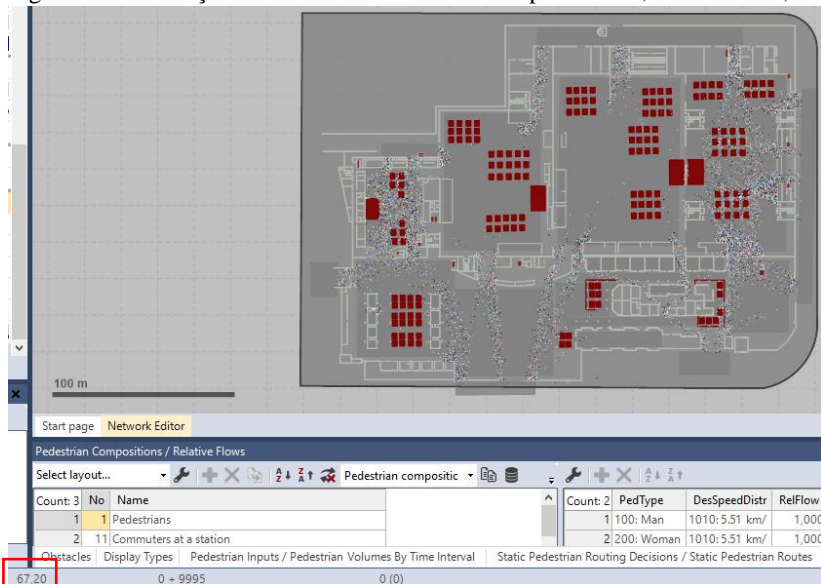 100 m
Start page Network Editor
Pedestrian Compositions / Relative Flows
Select layout... Pedestrian compositic
Count: 3 No Name Count: 2 PedType DesSpeedDistr RelFlow
1 1 Pedestrians 1 100: Man 1010: 5.51 km/ 1,000
2 11 Commuters at a station 2 200: Woman 1010: 5.51 km/ 1,000
Obstacles Display Types Pedestrian Inputs / Pedestrian Volumes By Time Interval Static Pedestrian Routing Decisions / Static Pedestrian Routes
67.20 0 + 9995 0 (0)